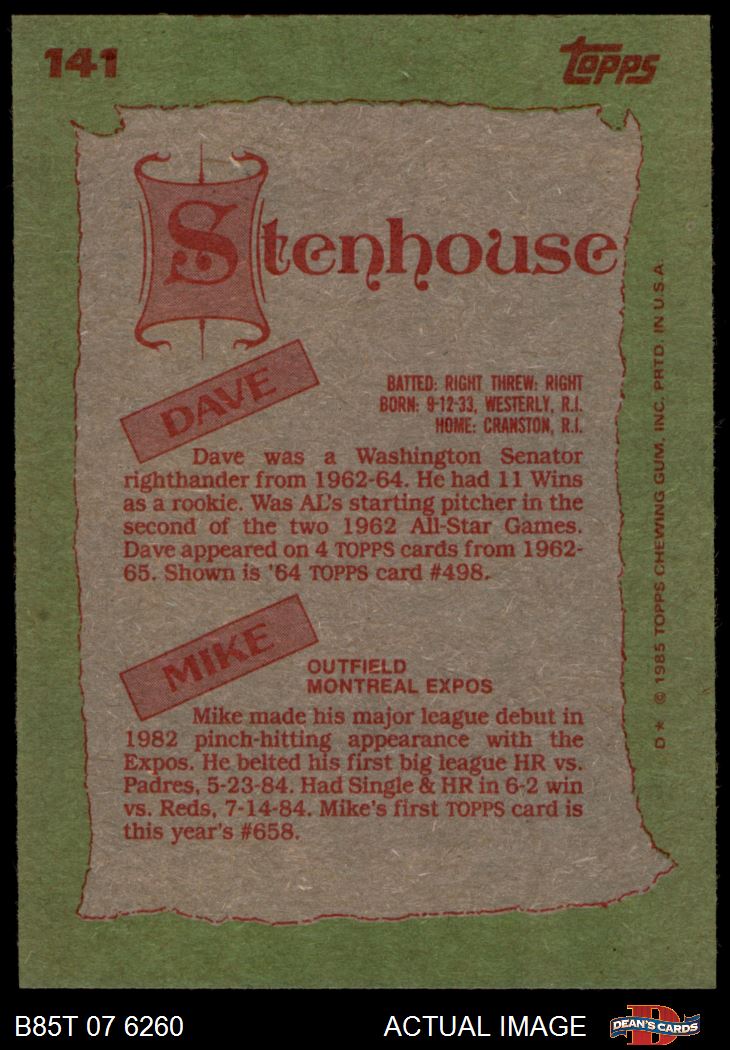 141
TOPPS
Stenhouse
DAVE
BATTED: RIGHT THREW: RIGHT
BORN: 9-12-33, WESTERLY, R.I.
HOME: CRANSTON, R.I.
Dave was a Washington Senator
righthander from 1962-64. He had 11 Wins
as a rookie. Was AL's starting pitcher in the
second of the two 1962 All-Star Games.
Dave appeared on 4 TOPPS cards from 1962-
65. Shown is '64 TOPPS card #498.
MIKE
OUTFIELD
MONTREAL EXPOS
Mike made his major league debut in
1982 pinch-hitting appearance with the
Expos. He belted his first big league HR vs.
Padres, 5-23-84. Had Single & HR in 6-2 win
vs. Reds, 7-14-84. Mike's first TOPPS card is
this year's #658.
D* © 1985 TOPPS CHEWING GUM, INC. PRTD. IN U.S.A.
B85T 07 6260
ACTUAL IMAGE
D
DEAN'S CARDS